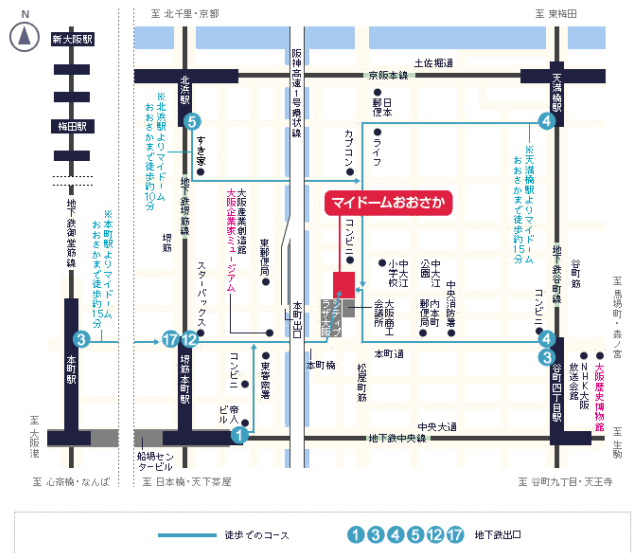 N
至 北千里・京都
至 東梅田
新大阪駅
梅田駅
北浜駅
阪神高速1号環状線
土佐堀通
京阪本線
天満橋駅
5
※北浜駅よりマイドーム
おおさかまで徒歩約10分
すき家
日本
郵便
ライフ
カプコン
4
※天満橋駅よりマイドーム
おおさかまで徒歩約15分
マイドームおおさか
地下鉄御堂筋線
※本町駅よりマイドーム
おおさかまで徒歩約15分
地下鉄堺筋線
堺筋
スターバックス
大阪産業創造館
大阪企業家ミュージアム
東郵便局
本町出口
コンビニ
中大江
小学校
中大江
公園
中央消防署
内本町
郵便局
大阪商工
会議所
シティプ
ラザ大阪
コンビニ
地下鉄谷町線
谷町筋
至 馬場町・森ノ宮
3
本町駅
17
12
堺筋本町駅
コンビニ
東警察署
帝人
ビル
1
本町橋
松屋町筋
本町通
4
3
谷町四丁目駅
NHK大阪
放送会館
大阪歴史博物館
至 大阪港
船場セン
タービル
中央大通
地下鉄中央線
至 生駒
至 心斎橋・なんば
至 日本橋・天下茶屋
至 谷町九丁目・天王寺
徒歩でのコース
1 3 4 5 12 17 地下鉄出口